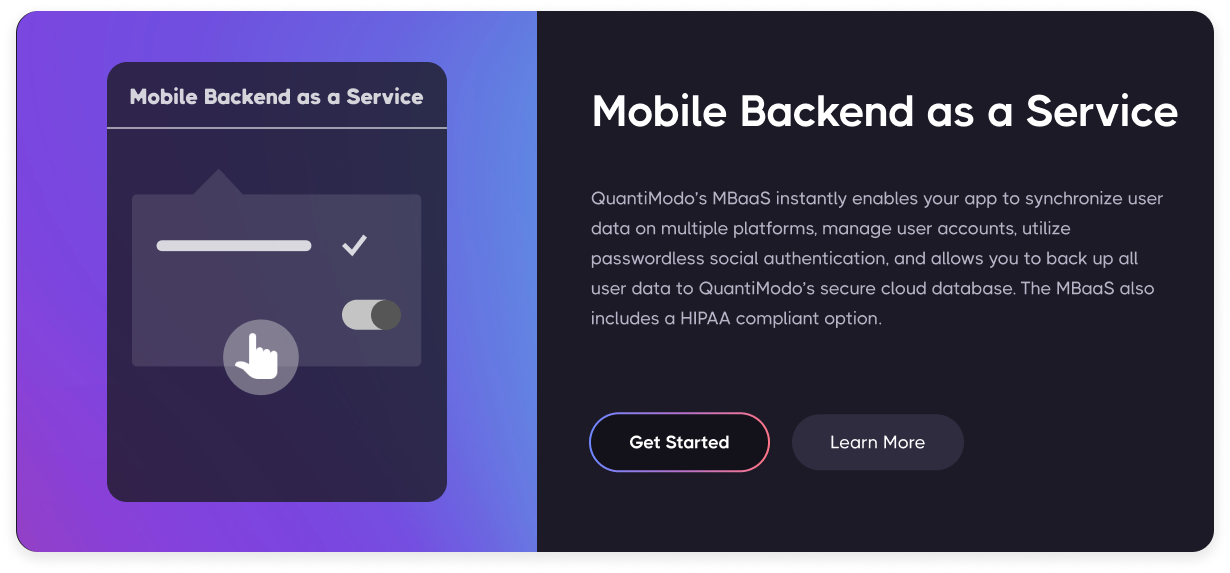 Mobile Backend as a Service
Mobile Backend as a Service
QuantiModo's MBaaS instantly enables your app to synchronize user
data on multiple platforms, manage user accounts, utilize
passwordless social authentication, and allows you to back up all
user data to QuantiModo's secure cloud database. The MBaaS also
includes a HIPAA compliant option.
Get Started
Learn More